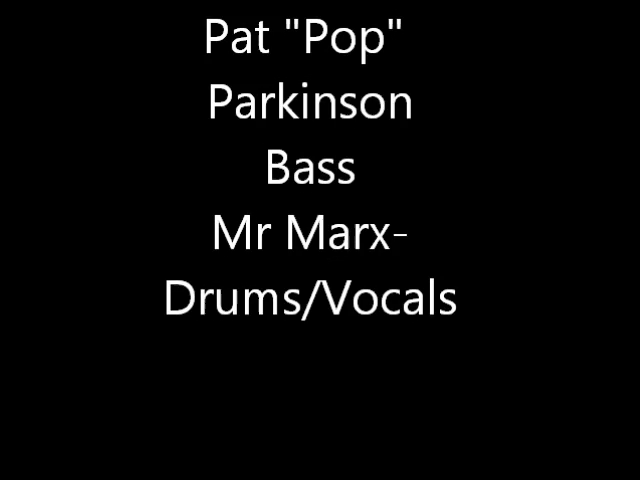 Pat "Pop"
Parkinson
Bass
Mr Marx-
Drums/Vocals